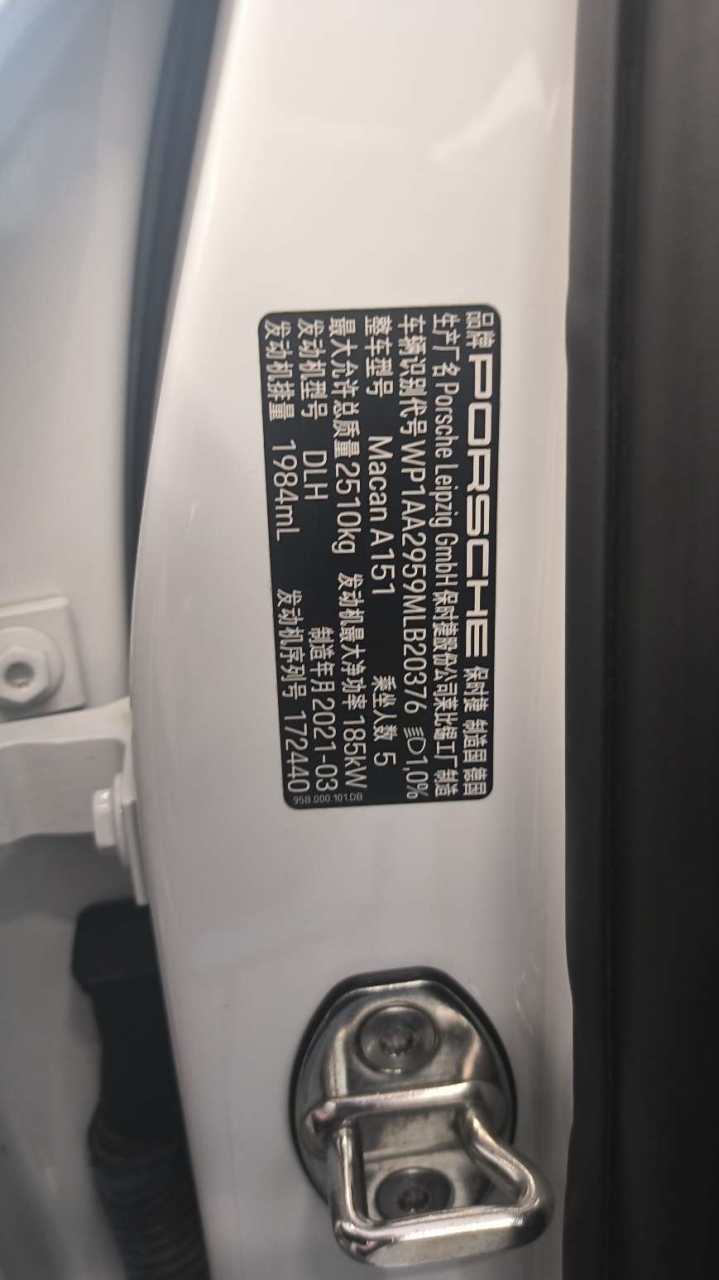 品牌 PORSCHE 保时捷 制造国 德国
生产厂名 Porsche Leipzig GmbH 保时捷股份公司莱比锡工厂制造
车辆识别代号 WP1AA2959MLB20376 1,0%
整车型号 Macan A151 乘坐人数 5
最大允许总质量 2510kg 发动机最大净功率 185kW
发动机型号 DLH 制造年月 2021-03
发动机排量 1984mL 发动机序列号 172440
95B.000.101.DB